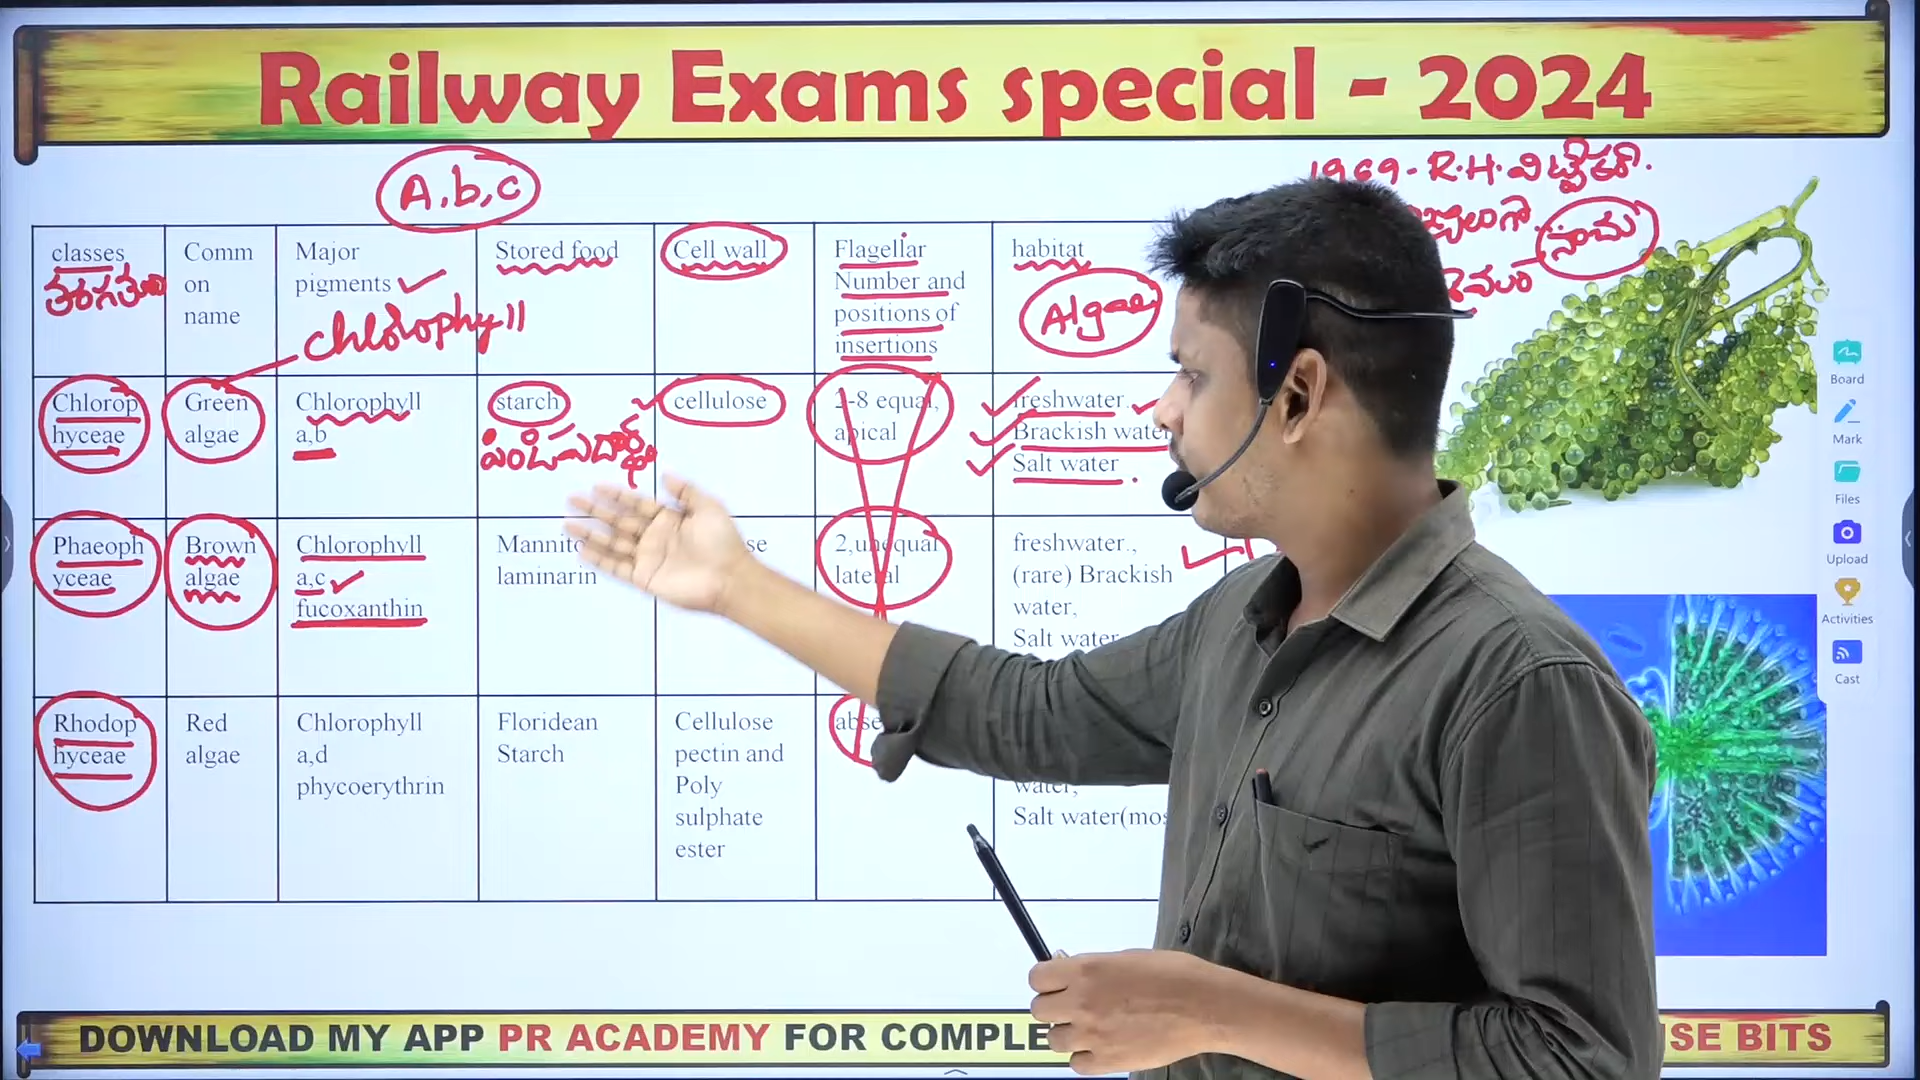 Railway Exams special - 2024
A,b,c
1969 - R.H. విట్టేకర్.
నాచు
classes
తరగతులు
Comm
on
name
Major
pigments
chlorophyll
Stored food
Cell wall
Flagellar
Number and
positions of
insertions
habitat
Algae
Chlorop
hyceae
Green
algae
Chlorophyll
a,b
starch
పిండి పదార్థం
cellulose
2-8 equal,
apical
freshwater.
Brackish water
Salt water
Phaeoph
yceae
Brown
algae
Chlorophyll
a,c
fucoxanthin
laminarin
2,unequal
lateral
freshwater.,
(rare) Brackish
water,
Salt water
Rhodop
hyceae
Red
algae
Chlorophyll
a,d
phycoerythrin
Floridean
Starch
Cellulose
pectin and
Poly
sulphate
ester
water,
Board
Mark
Files
Upload
Activities
Cast
DOWNLOAD MY APP PR ACADEMY FOR
BITS